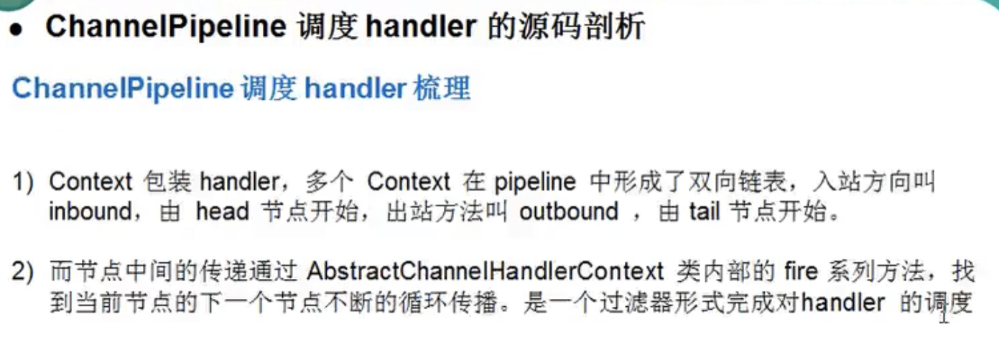 ● ChannelPipeline 调度 handler 的源码剖析
ChannelPipeline 调度 handler 梳理
1) Context 包装 handler，多个 Context 在 pipeline 中形成了双向链表，入站方向叫
inbound，由 head 节点开始，出站方法叫 outbound ，由 tail 节点开始。
2) 而节点中间的传递通过 AbstractChannelHandlerContext 类内部的 fire 系列方法，找
到当前节点的下一个节点不断的循环传播。是一个过滤器形式完成对handler 的调度